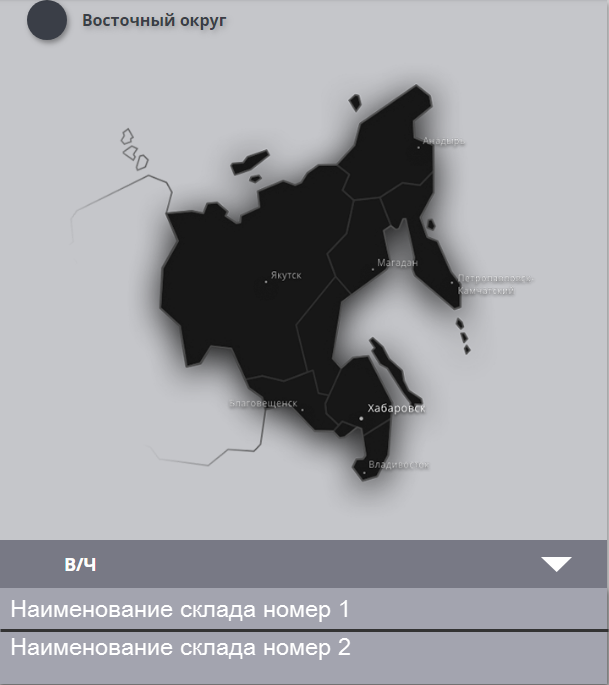 Восточный округ
Анадырь
Магадан
Якутск
Петропавловск-
Камчатский
Благовещенск
Хабаровск
Владивосток
В/Ч
Наименование склада номер 1
Наименование склада номер 2